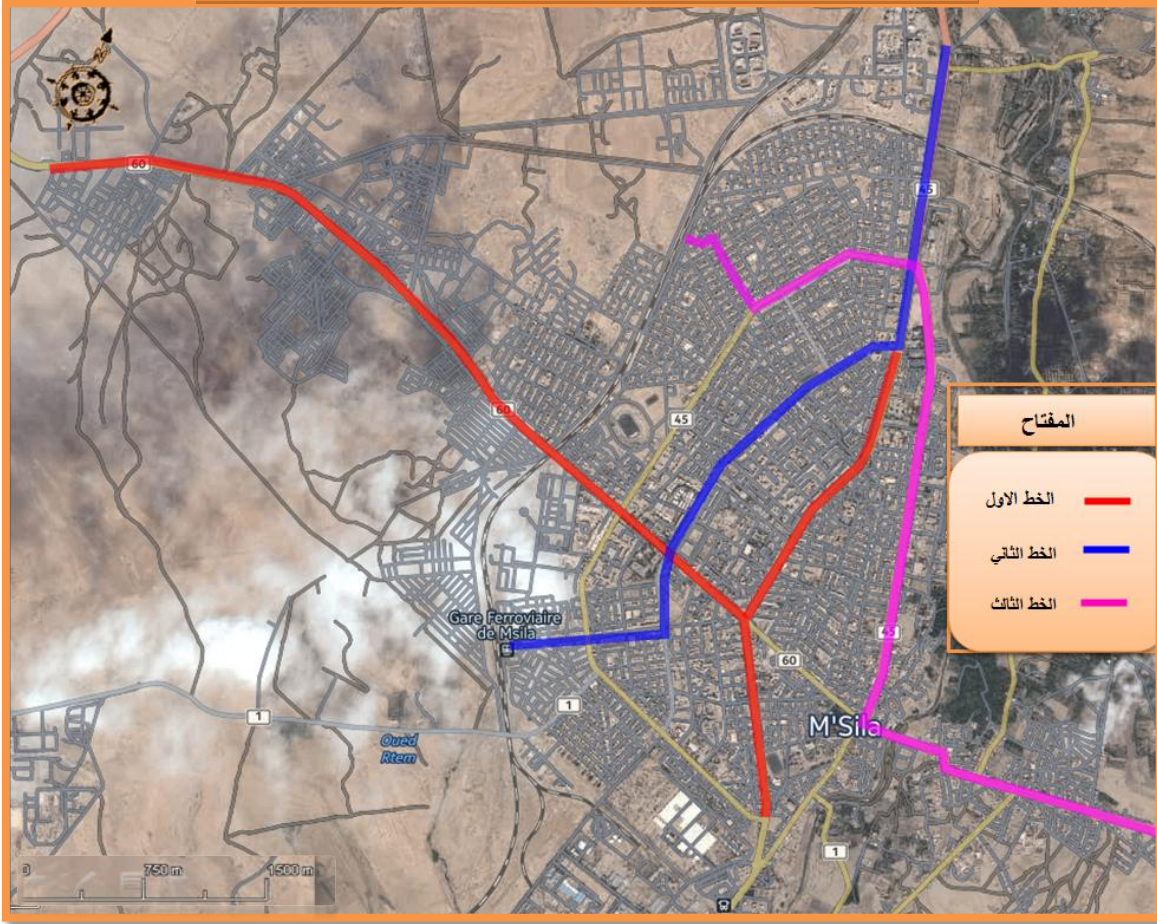 60
45
60
45
Gare Ferroviaire
de Msila
45
60
1
M'Sila
1
Oued
Rtem
1
750 m
1500 m
المفتاح
الخط الاول
الخط الثاني
الخط الثالث